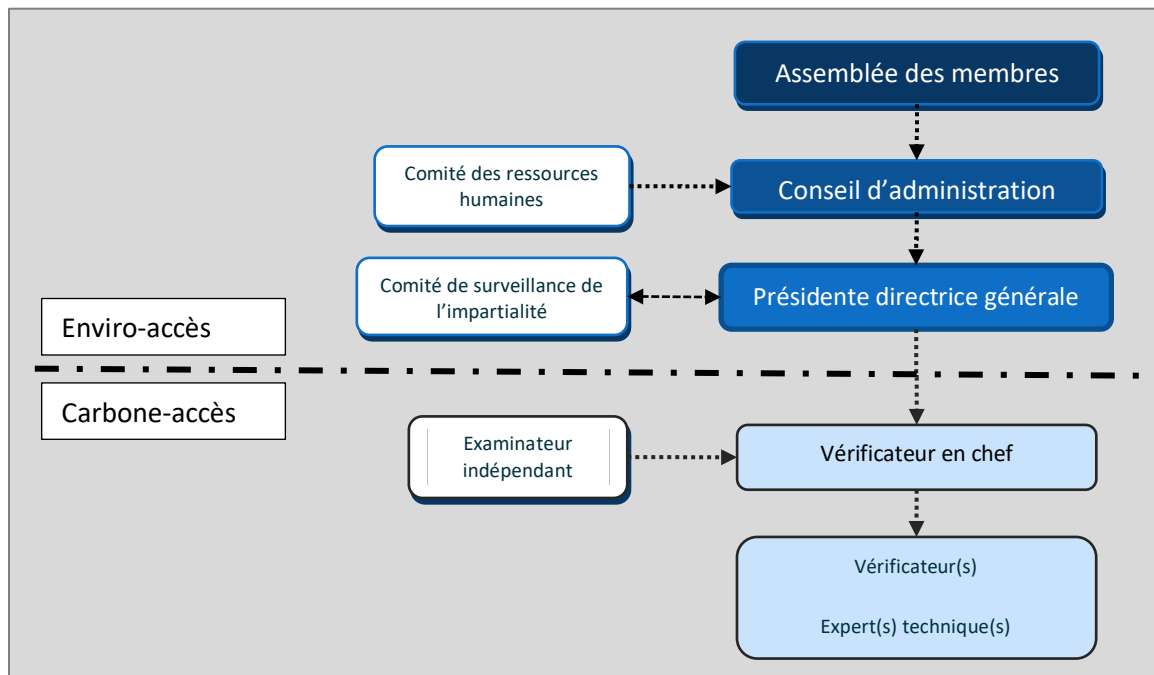 Assemblée des membres
Comité des ressources
humaines
Conseil d’administration
Comité de surveillance de
l’impartialité
Présidente directrice générale
Enviro-accès
Carbone-accès
Examinateur
indépendant
Vérificateur en chef
Vérificateur(s)
Expert(s) technique(s)